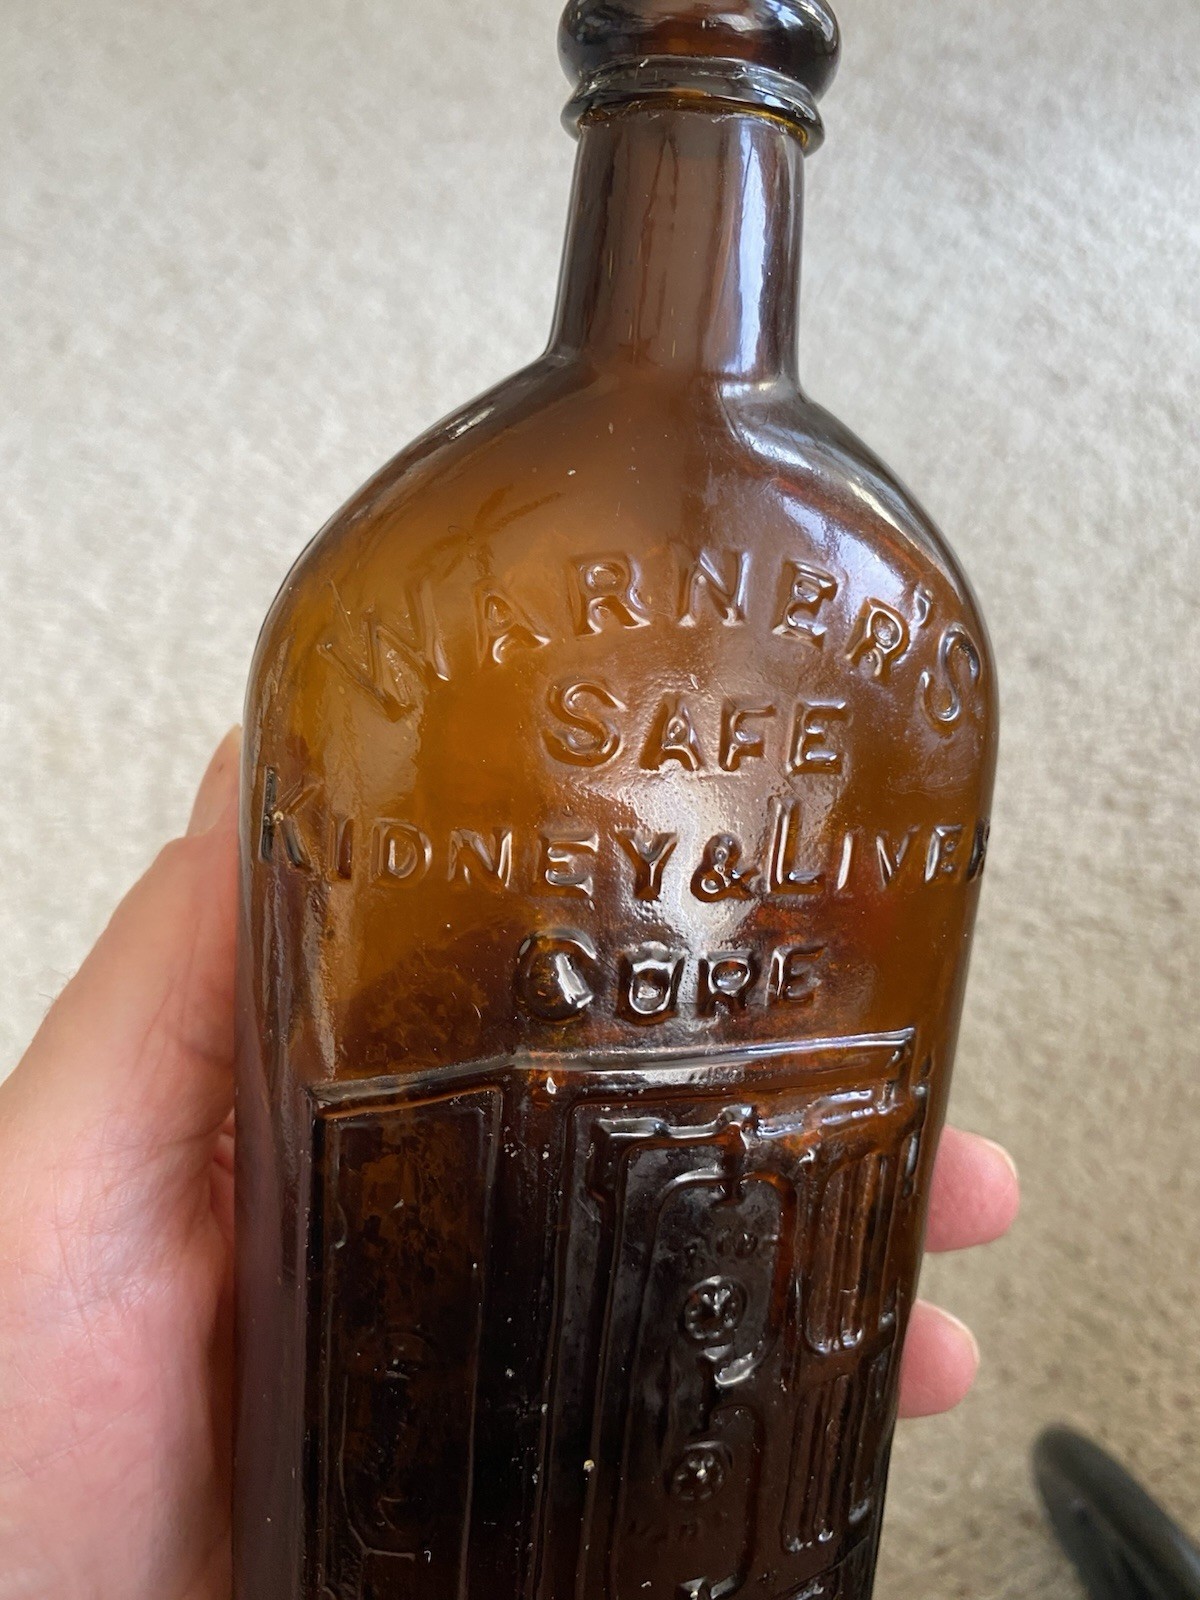 WARNER'S
SAFE
KIDNEY & LIVER
CURE